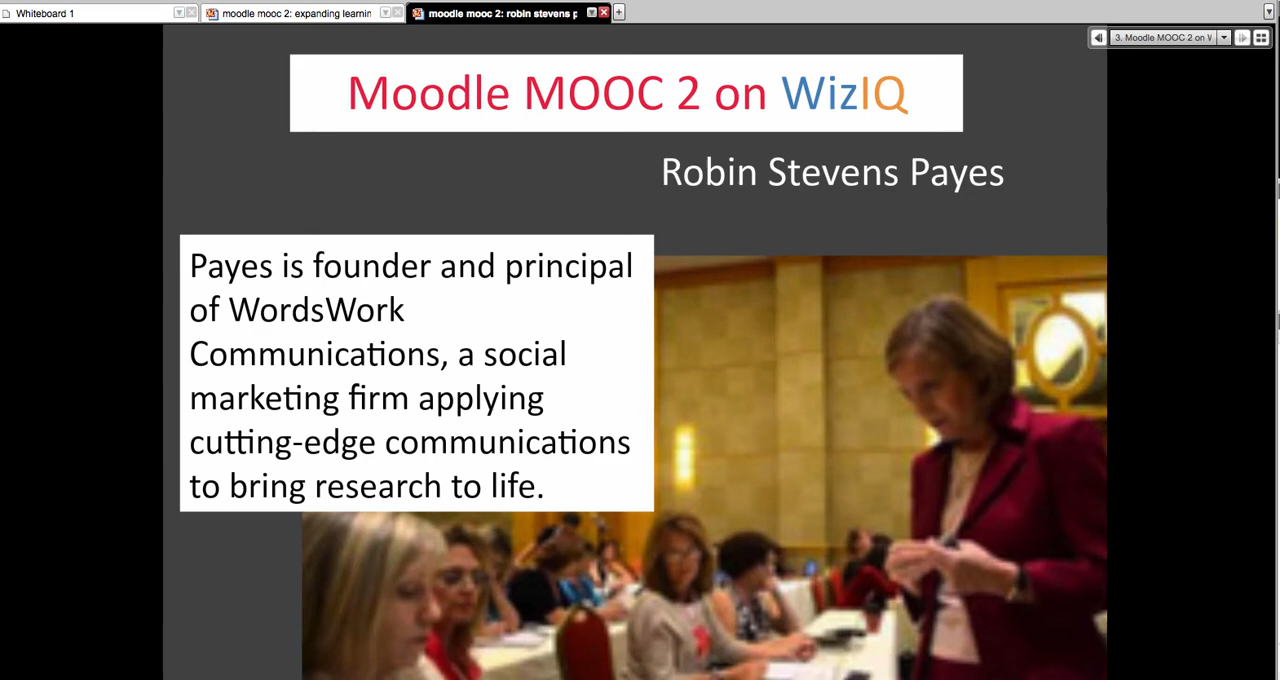 Whiteboard 1
moodle mooc 2: expanding learnin
moodle mooc 2: robin stevens p
3. Moodle MOOC 2 on W
Moodle MOOC 2 on WizIQ
Robin Stevens Payes
Payes is founder and principal
of WordsWork
Communications, a social
marketing firm applying
cutting-edge communications
to bring research to life.